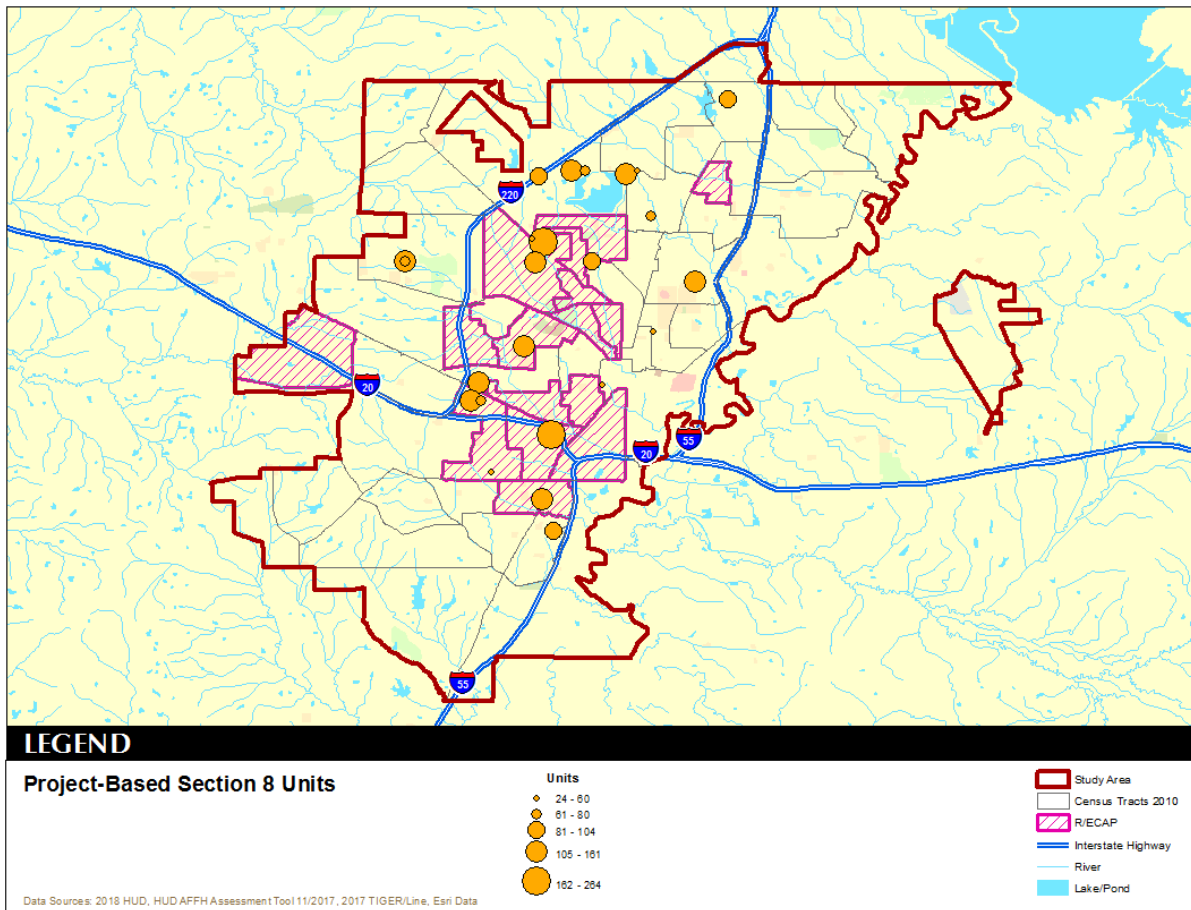 220
20
20
55
55
LEGEND
Project-Based Section 8 Units
Units
24 - 60
61 - 80
81 - 104
105 - 161
162 - 264
Study Area
Census Tracts 2010
R/ECAP
Interstate Highway
River
Lake/Pond
Data Sources: 2018 HUD, HUD AFFH Assessment Tool 11/2017, 2017 TIGER/Line, Esri Data